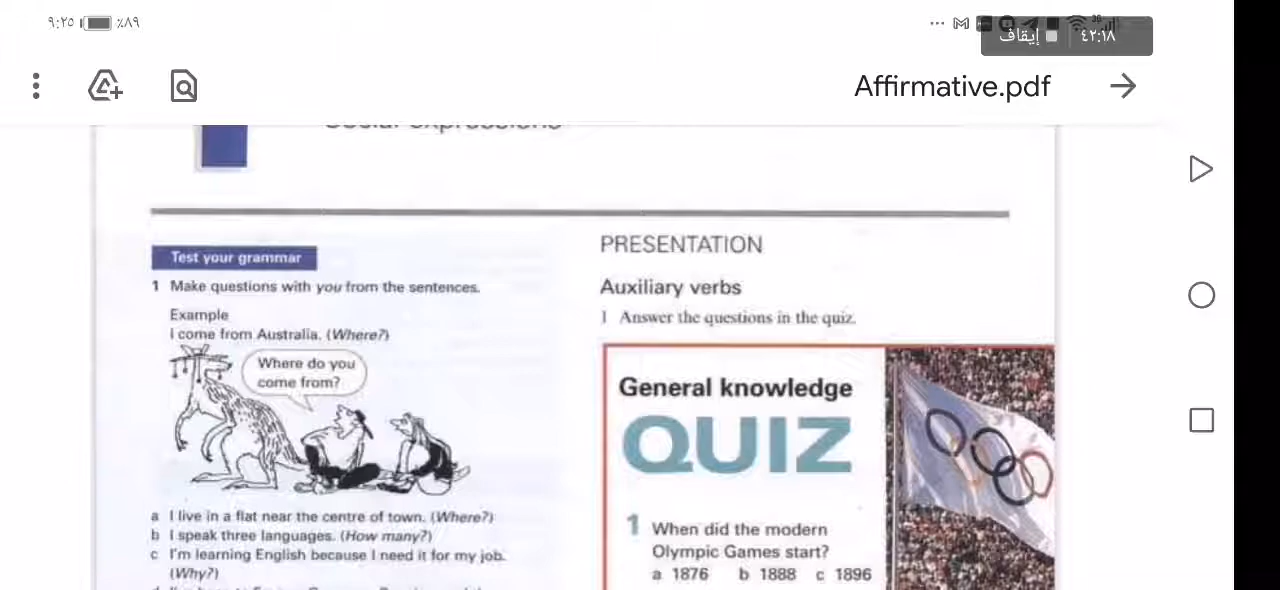 ٩:٢٥ ٪٨٩
إيقاف ٤٢:١٨
Affirmative.pdf
Social expressions
Test your grammar
1 Make questions with you from the sentences.
Example
I come from Australia. (Where?)
Where do you
come from?
a I live in a flat near the centre of town. (Where?)
b I speak three languages. (How many?)
c I'm learning English because I need it for my job.
(Why?)
PRESENTATION
Auxiliary verbs
1 Answer the questions in the quiz.
General knowledge
QUIZ
1 When did the modern
Olympic Games start?
a 1876 b 1888 c 1896